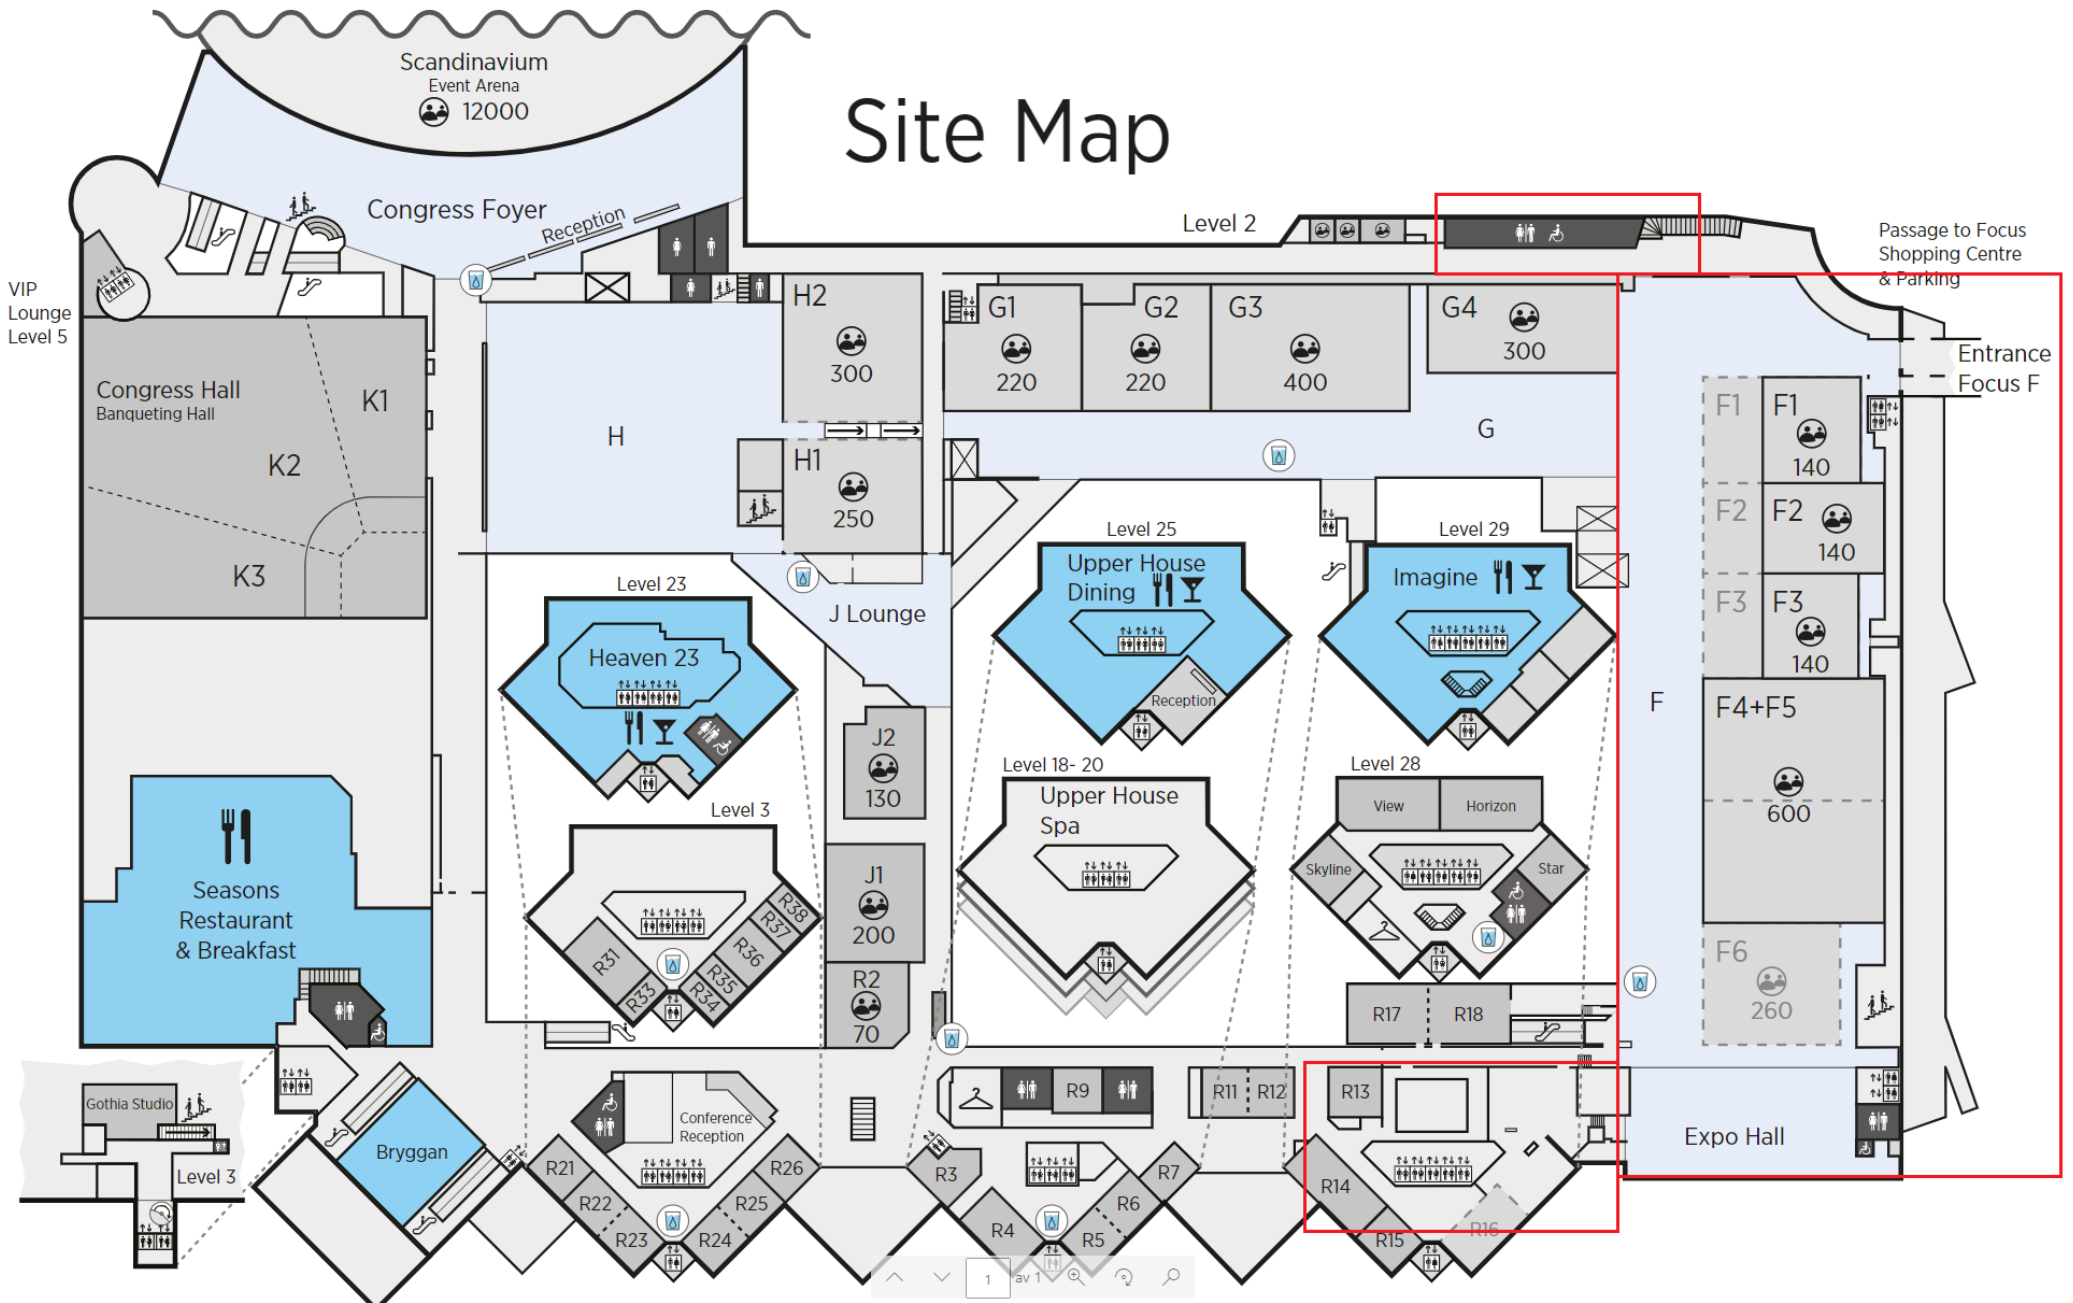 Scandinavium
Event Arena
12000
Site Map
Congress Foyer
Reception
Level 2
Passage to Focus
Shopping Centre
& Parking
VIP
Lounge
Level 5
H2
300
G1
220
G2
220
G3
400
G4
300
Entrance
Focus F
Congress Hall
Banqueting Hall
K1
K2
K3
H
H1
250
G
F1
F1
140
F2
F2
140
F3
F3
140
Level 25
Upper House
Dining
Reception
Level 29
Imagine
Level 23
Heaven 23
J Lounge
F
F4+F5
600
J2
130
Level 18- 20
Upper House
Spa
Level 28
View
Horizon
Skyline
Star
Level 3
R38
R37
R36
R35
R34
R31
R33
J1
200
Seasons
Restaurant
& Breakfast
F6
260
R2
70
R17
R18
Gothia Studio
Level 3
Bryggan
Conference
Reception
R9
R11
R12
R13
Expo Hall
R21
R22
R23
R24
R25
R26
R3
R4
R5
R6
R7
R14
R15
R16
1
av 1